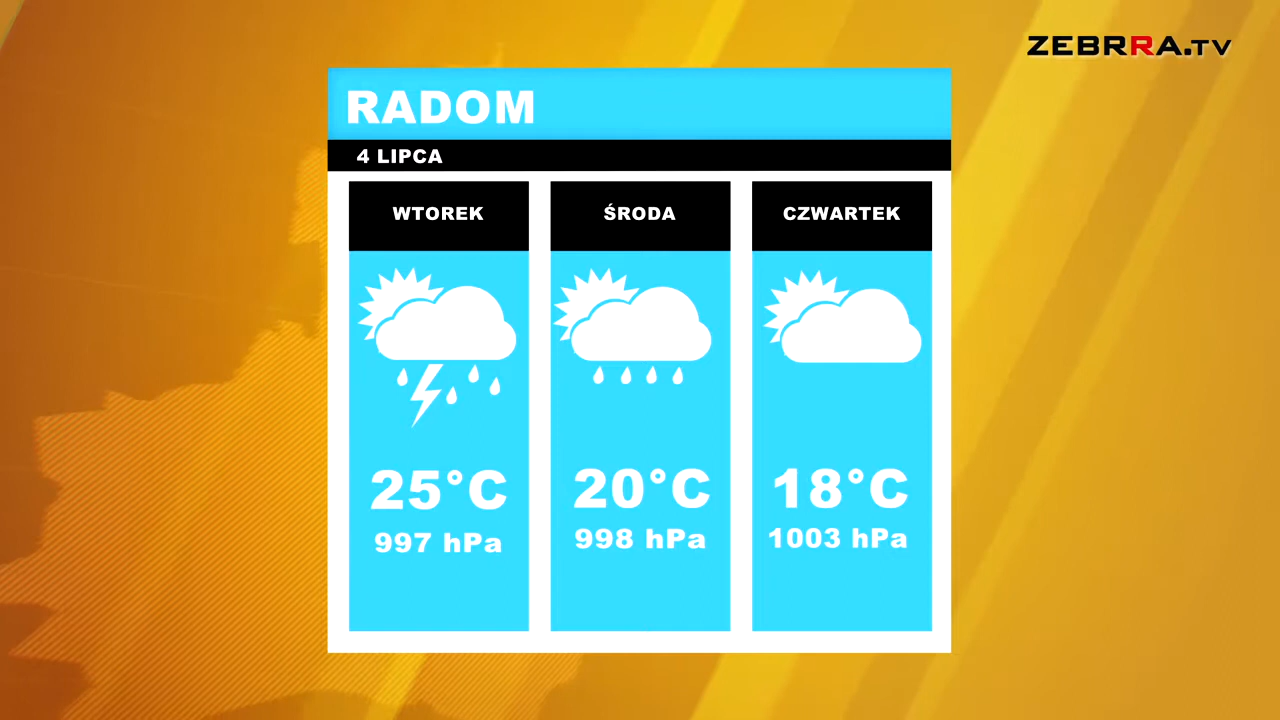 ZEBRRA.TV
RADOM
4 LIPCA
WTOREK
ŚRODA
CZWARTEK
25°C
20°C
18°C
997 hPa
998 hPa
1003 hPa